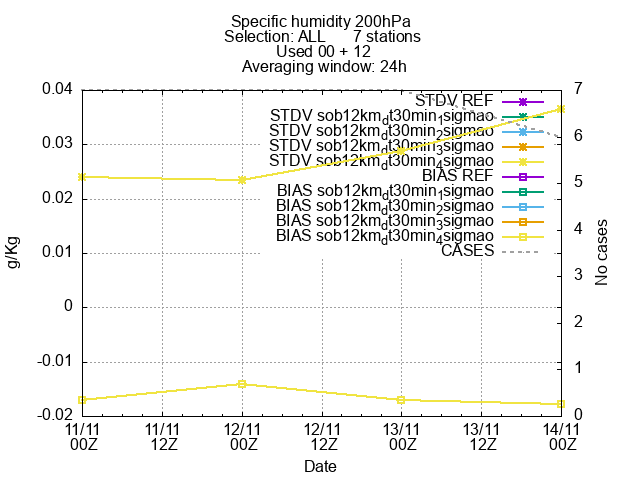 Specific humidity 200hPa
Selection: ALL 7 stations
Used 00 + 12
Averaging window: 24h
0.04
0.03
0.02
0.01
0
-0.01
-0.02
g/Kg
STDV REF
STDV sob12km_dt30min_1sigmao
STDV sob12km_dt30min_2sigmao
STDV sob12km_dt30min_3sigmao
STDV sob12km_dt30min_4sigmao
BIAS REF
BIAS sob12km_dt30min_1sigmao
BIAS sob12km_dt30min_2sigmao
BIAS sob12km_dt30min_3sigmao
BIAS sob12km_dt30min_4sigmao
CASES
7
6
5
4
3
2
1
0
No cases
11/11 11/11 12/11 12/11 13/11 13/11 14/11
00Z 12Z 00Z 12Z 00Z 12Z 00Z
Date